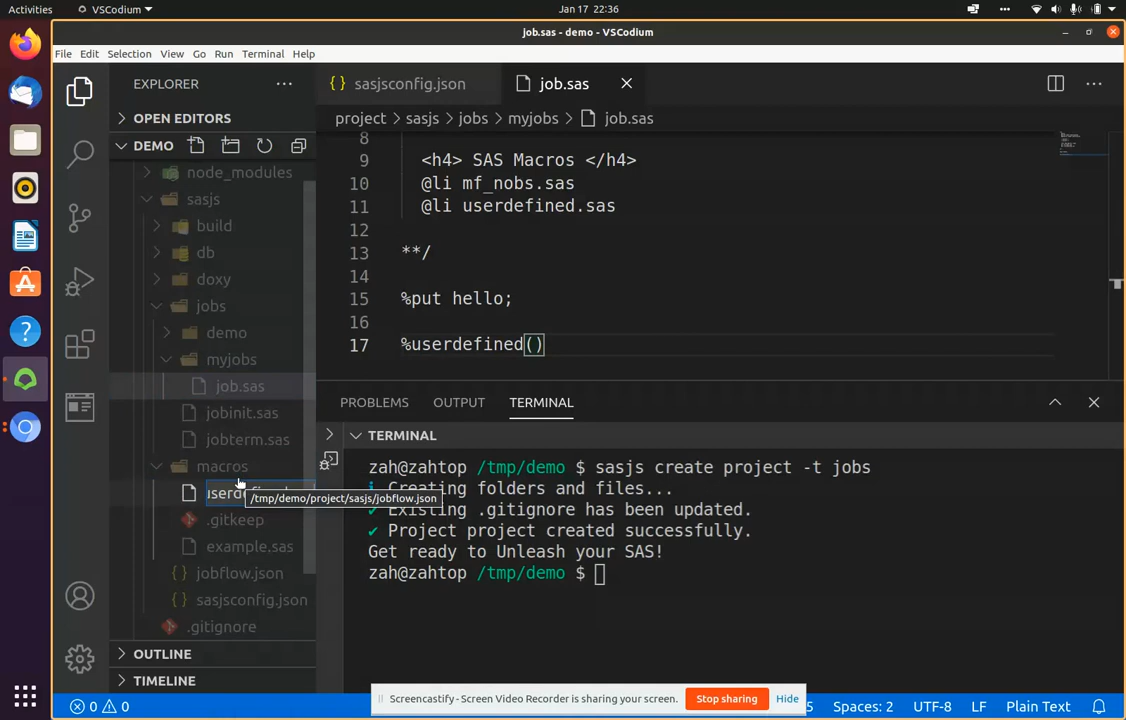 Activities
VSCodium
Jan 17 22:36
job.sas - demo - VSCodium
File Edit Selection View Go Run Terminal Help
EXPLORER
OPEN EDITORS
DEMO
node_modules
sasjs
build
db
doxy
jobs
demo
myjobs
job.sas
jobinit.sas
jobterm.sas
macros
/tmp/demo/project/sasjs/jobflow.json
.gitkeep
example.sas
jobflow.json
sasjsconfig.json
.gitignore
OUTLINE
TIMELINE
{} sasjsconfig.json
job.sas
project > sasjs > jobs > myjobs > job.sas
8
9 <h4> SAS Macros </h4>
10 @li mf_nobs.sas
11 @li userdefined.sas
12
13 **/
14
15 %put hello;
16
17 %userdefined()
PROBLEMS OUTPUT TERMINAL
TERMINAL
zah@zahtop /tmp/demo $ sasjs create project -t jobs
Creating folders and files...
✔ Existing .gitignore has been updated.
✔ Project project created successfully.
Get ready to Unleash your SAS!
zah@zahtop /tmp/demo $
Screencastify - Screen Video Recorder is sharing your screen.
Stop sharing
Hide
0 0
Spaces: 2 UTF-8 LF Plain Text